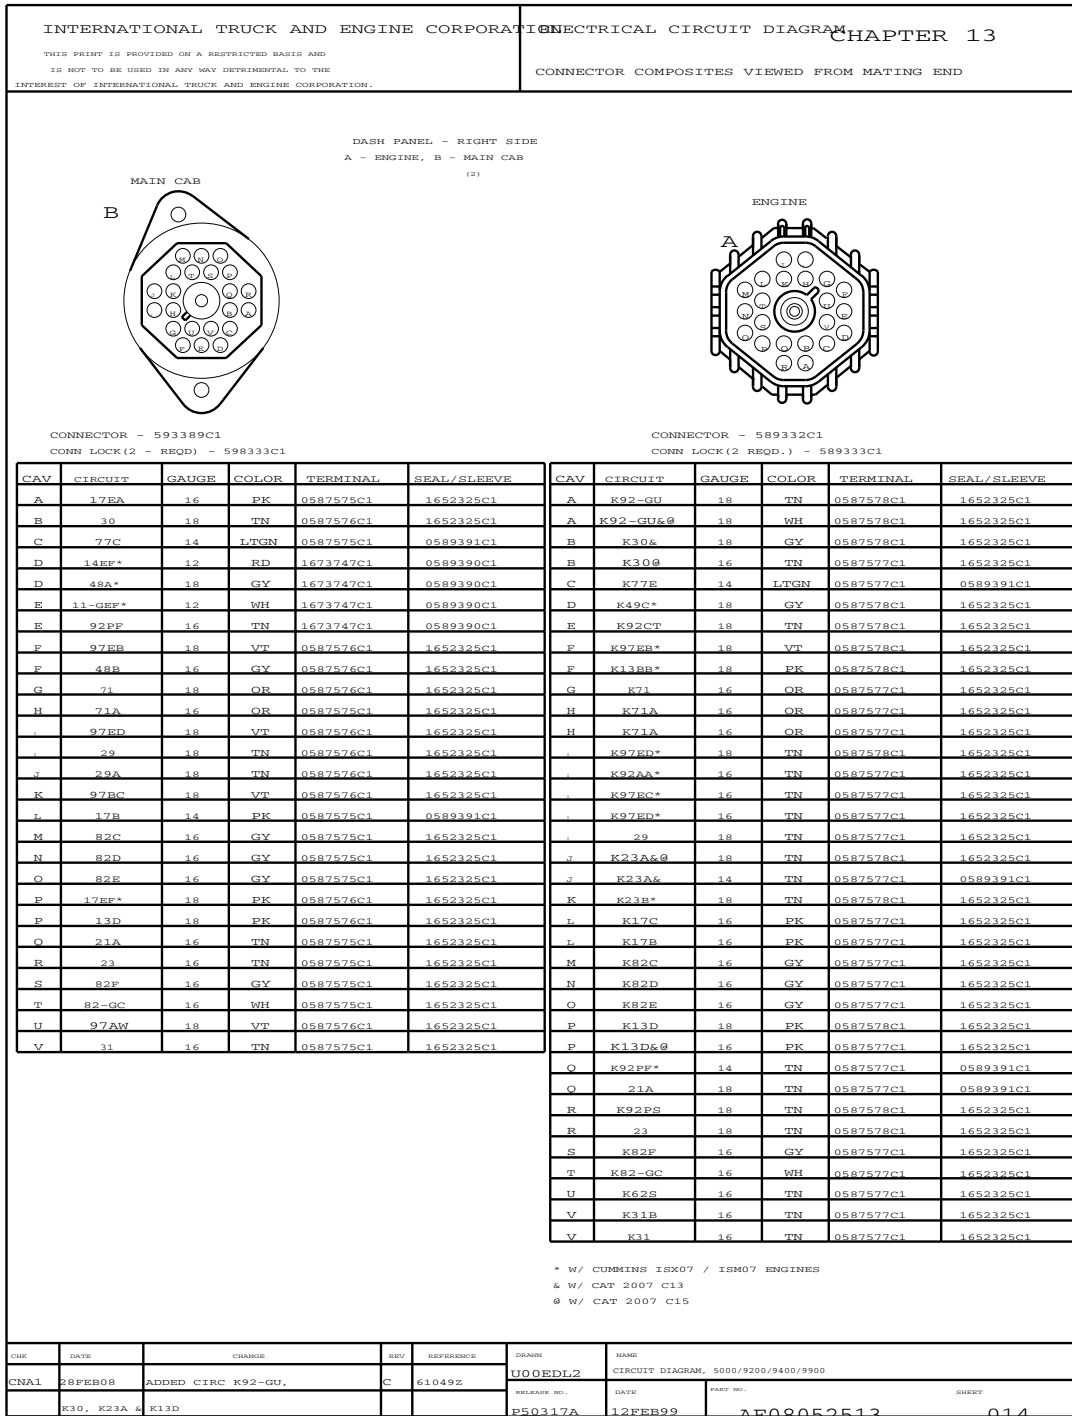 INTERNATIONAL TRUCK AND ENGINE CORPORATION
THIS PRINT IS PROVIDED ON A RESTRICTED BASIS AND
IS NOT TO BE USED IN ANY WAY DETRIMENTAL TO THE
INTEREST OF INTERNATIONAL TRUCK AND ENGINE CORPORATION.
ELECTRICAL CIRCUIT DIAGRAM
CHAPTER 13
CONNECTOR COMPOSITES VIEWED FROM MATING END
DASH PANEL - RIGHT SIDE
A - ENGINE, B - MAIN CAB
(2)
MAIN CAB
B
M N O
L T S P
J K Q R
H B A
G U V C
F E D
ENGINE
A
L K H G
M T U F
N S V E
O P Q B C D
R A
CONNECTOR - 593389C1
CONN LOCK(2 - REQD) - 598333C1
CAV CIRCUIT GAUGE COLOR TERMINAL SEAL/SLEEVE
A 17EA 16 PK 0587575C1 1652325C1
B 30 18 TN 0587576C1 1652325C1
C 77C 14 LTGN 0587575C1 0589391C1
D 14EF* 12 RD 1673747C1 0589390C1
D 48A* 18 GY 1673747C1 0589390C1
E 11-GEF* 12 WH 1673747C1 0589390C1
E 92PF 16 TN 1673747C1 0589390C1
F 97EB 18 VT 0587576C1 1652325C1
F 48B 16 GY 0587576C1 1652325C1
G 71 18 OR 0587576C1 1652325C1
H 71A 16 OR 0587575C1 1652325C1
97ED 18 VT 0587576C1 1652325C1
29 18 TN 0587576C1 1652325C1
J 29A 18 TN 0587576C1 1652325C1
K 97BC 18 VT 0587576C1 1652325C1
L 17B 14 PK 0587575C1 0589391C1
M 82C 16 GY 0587575C1 1652325C1
N 82D 16 GY 0587575C1 1652325C1
O 82E 16 GY 0587575C1 1652325C1
P 17EF* 18 PK 0587576C1 1652325C1
P 13D 18 PK 0587576C1 1652325C1
Q 21A 16 TN 0587575C1 1652325C1
R 23 16 TN 0587575C1 1652325C1
S 82F 16 GY 0587575C1 1652325C1
T 82-GC 16 WH 0587575C1 1652325C1
U 97AW 18 VT 0587576C1 1652325C1
V 31 16 TN 0587575C1 1652325C1
CONNECTOR - 589332C1
CONN LOCK(2 REQD.) - 589333C1
CAV CIRCUIT GAUGE COLOR TERMINAL SEAL/SLEEVE
A K92-GU 18 TN 0587578C1 1652325C1
A K92-GU&@ 18 WH 0587578C1 1652325C1
B K30& 18 GY 0587578C1 1652325C1
B K30@ 16 TN 0587577C1 1652325C1
C K77E 14 LTGN 0587577C1 0589391C1
D K49C* 18 GY 0587578C1 1652325C1
E K92CT 18 TN 0587578C1 1652325C1
F K97EB* 18 VT 0587578C1 1652325C1
F K13BB* 18 PK 0587578C1 1652325C1
G K71 16 OR 0587577C1 1652325C1
H K71A 16 OR 0587577C1 1652325C1
H K71A 16 OR 0587577C1 1652325C1
K97ED* 18 TN 0587578C1 1652325C1
K92AA* 16 TN 0587577C1 1652325C1
K97EC* 16 TN 0587577C1 1652325C1
K97ED* 16 TN 0587577C1 1652325C1
29 18 TN 0587577C1 1652325C1
J K23A&@ 18 TN 0587578C1 1652325C1
J K23A& 14 TN 0587577C1 0589391C1
K K23B* 18 TN 0587578C1 1652325C1
L K17C 16 PK 0587577C1 1652325C1
L K17B 16 PK 0587577C1 1652325C1
M K82C 16 GY 0587577C1 1652325C1
N K82D 16 GY 0587577C1 1652325C1
O K82E 16 GY 0587577C1 1652325C1
P K13D 18 PK 0587578C1 1652325C1
P K13D&@ 16 PK 0587578C1 1652325C1
Q K92PF* 14 TN 0587577C1 0589391C1
Q 21A 18 TN 0587577C1 0589391C1
R K92PS 18 TN 0587578C1 1652325C1
R 23 18 TN 0587578C1 1652325C1
S K82F 16 GY 0587577C1 1652325C1
T K82-GC 16 WH 0587577C1 1652325C1
U K62S 16 TN 0587577C1 1652325C1
V K31B 16 TN 0587577C1 1652325C1
V K31 16 TN 0587577C1 1652325C1
* W/ CUMMINS ISX07 / ISM07 ENGINES
& W/ CAT 2007 C13
@ W/ CAT 2007 C15
CHK DATE CHANGE REV REFERENCE
CNA1 28FEB08 ADDED CIRC K92-GU, C 61049Z
K30, K23A & K13D
DRAWN
U00EDL2
NAME
CIRCUIT DIAGRAM, 5000/9200/9400/9900
RELEASE NO. DATE PART NO. SHEET
P50317A 12FEB99 AF08052513 014